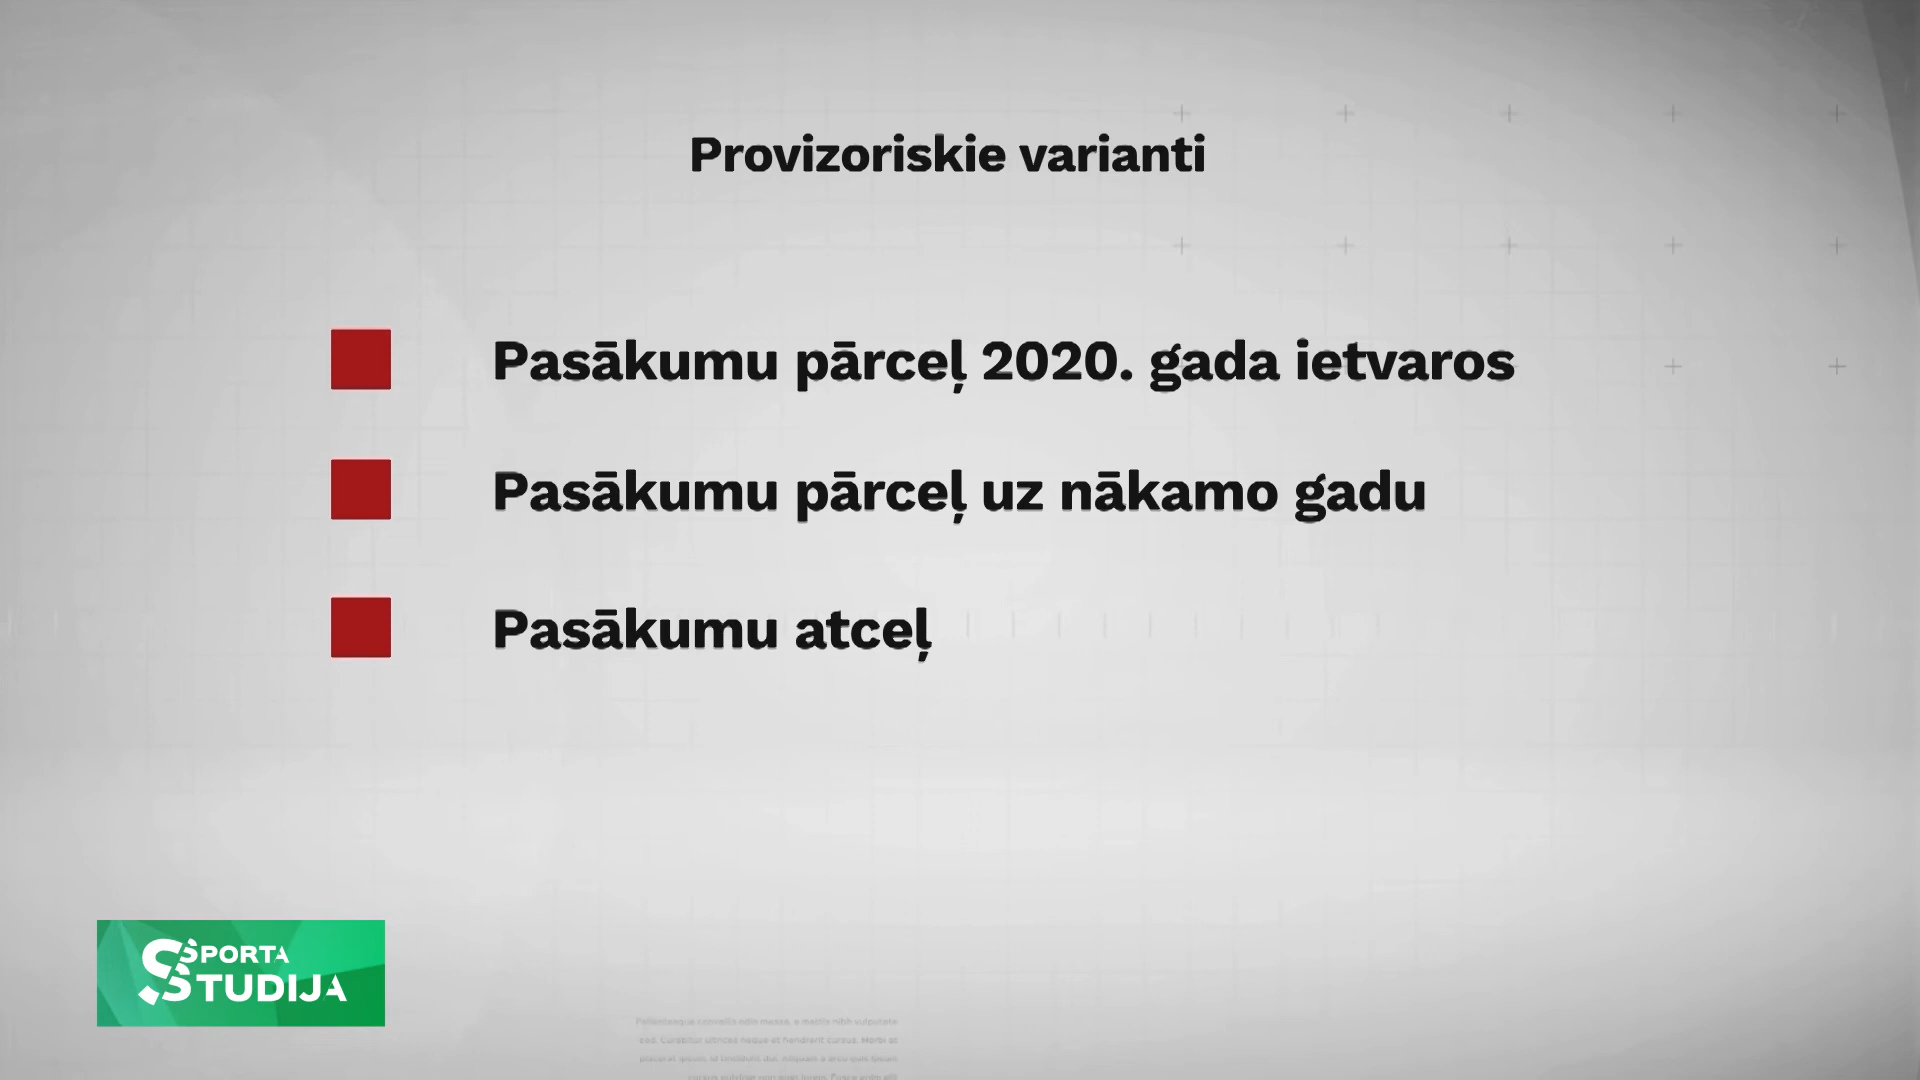 Provizoriskie varianti
Pasākumu pārceļ 2020. gada ietvaros
Pasākumu pārceļ uz nākamo gadu
Pasākumu atceļ
SPORTA
STUDIJA